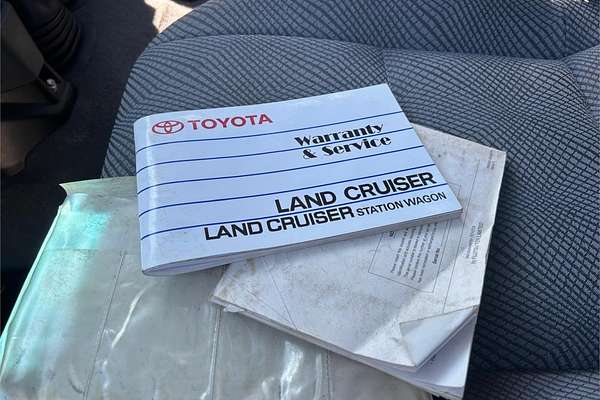 TOYOTA
Warranty
& Service
LAND CRUISER
LAND CRUISER STATION WAGON